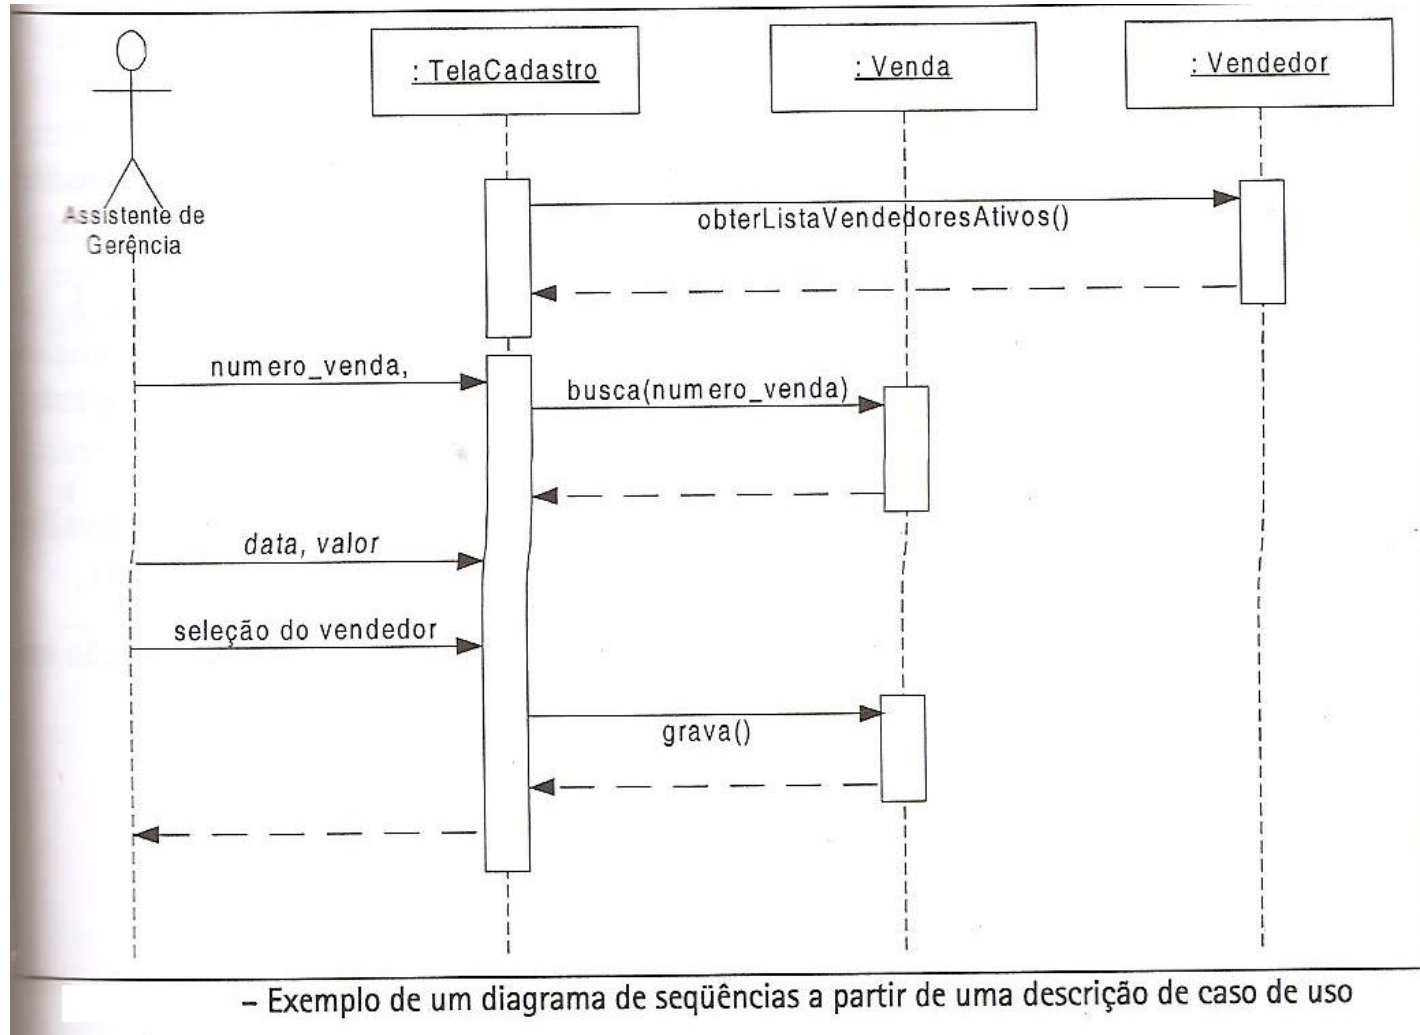 : TelaCadastro
: Venda
: Vendedor
Assistente de
Gerência
obterListaVendedoresAtivos()
numero_venda,
busca(numero_venda)
data, valor
seleção do vendedor
grava()
– Exemplo de um diagrama de seqüências a partir de uma descrição de caso de uso